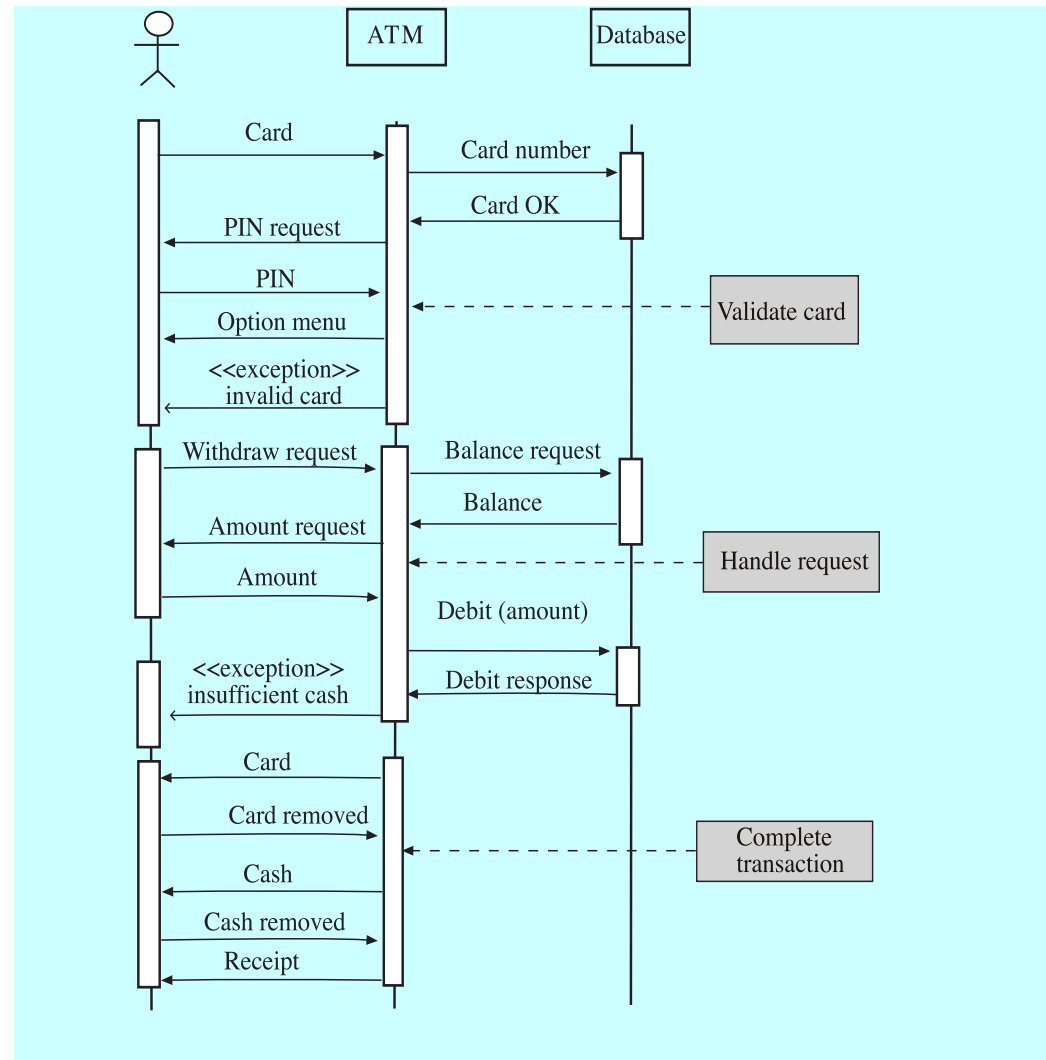 ATM
Database
Card
Card number
Card OK
PIN request
PIN
Validate card
Option menu
<<exception>>
invalid card
Withdraw request
Balance request
Balance
Amount request
Handle request
Amount
Debit (amount)
<<exception>>
Debit response
insufficient cash
Card
Card removed
Complete
transaction
Cash
Cash removed
Receipt